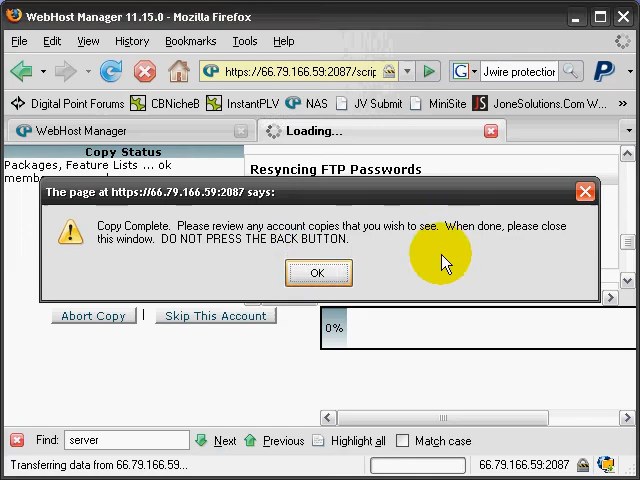 WebHost Manager 11.15.0 - Mozilla Firefox
File Edit View History Bookmarks Tools Help
https://66.79.166.59:2087/scrip
G Jwire protection
Digital Point Forums CBNicheB InstantPLV NAS JV Submit MiniSite JS JoneSolutions.Com W... »
WebHost Manager Loading...
Copy Status
Packages, Feature Lists ... ok
Resyncing FTP Passwords
The page at https://66.79.166.59:2087 says:
Copy Complete. Please review any account copies that you wish to see. When done, please close
this window. DO NOT PRESS THE BACK BUTTON.
OK
Abort Copy | Skip This Account
0%
Find: server Next Previous Highlight all Match case
Transferring data from 66.79.166.59... 66.79.166.59:2087